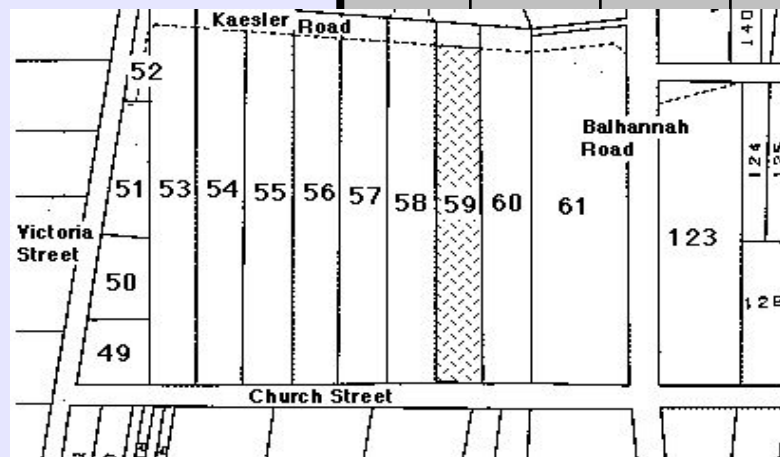 Kaesler Road
140
52
Balhannah
Road
124
51 53 54 55 56 57 58 59 60 61
123
Victoria
Street
50
49
Church Street